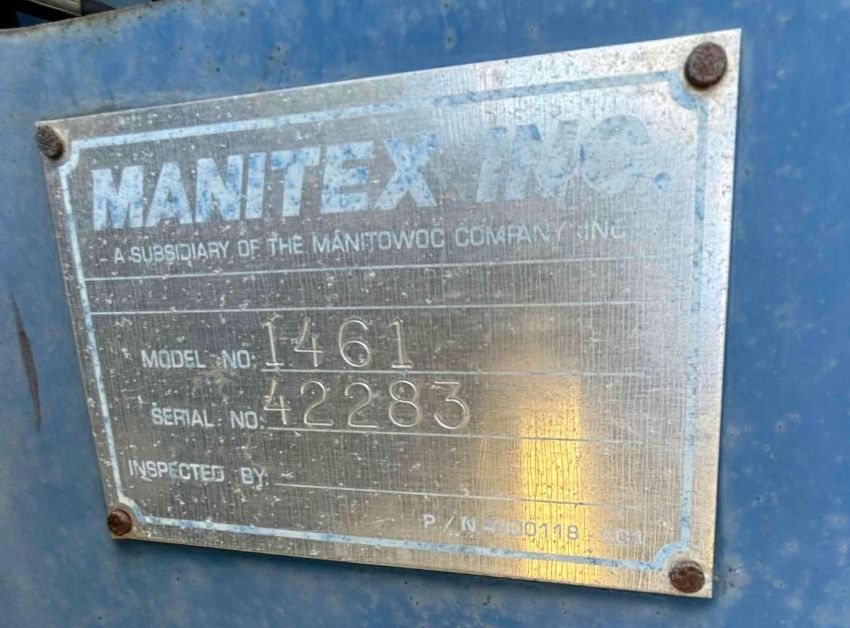 MANITEX INC.
A SUBSIDIARY OF THE MANITOWOC COMPANY, INC.
MODEL NO: 1461
SERIAL NO: 42283
INSPECTED BY:
P/N